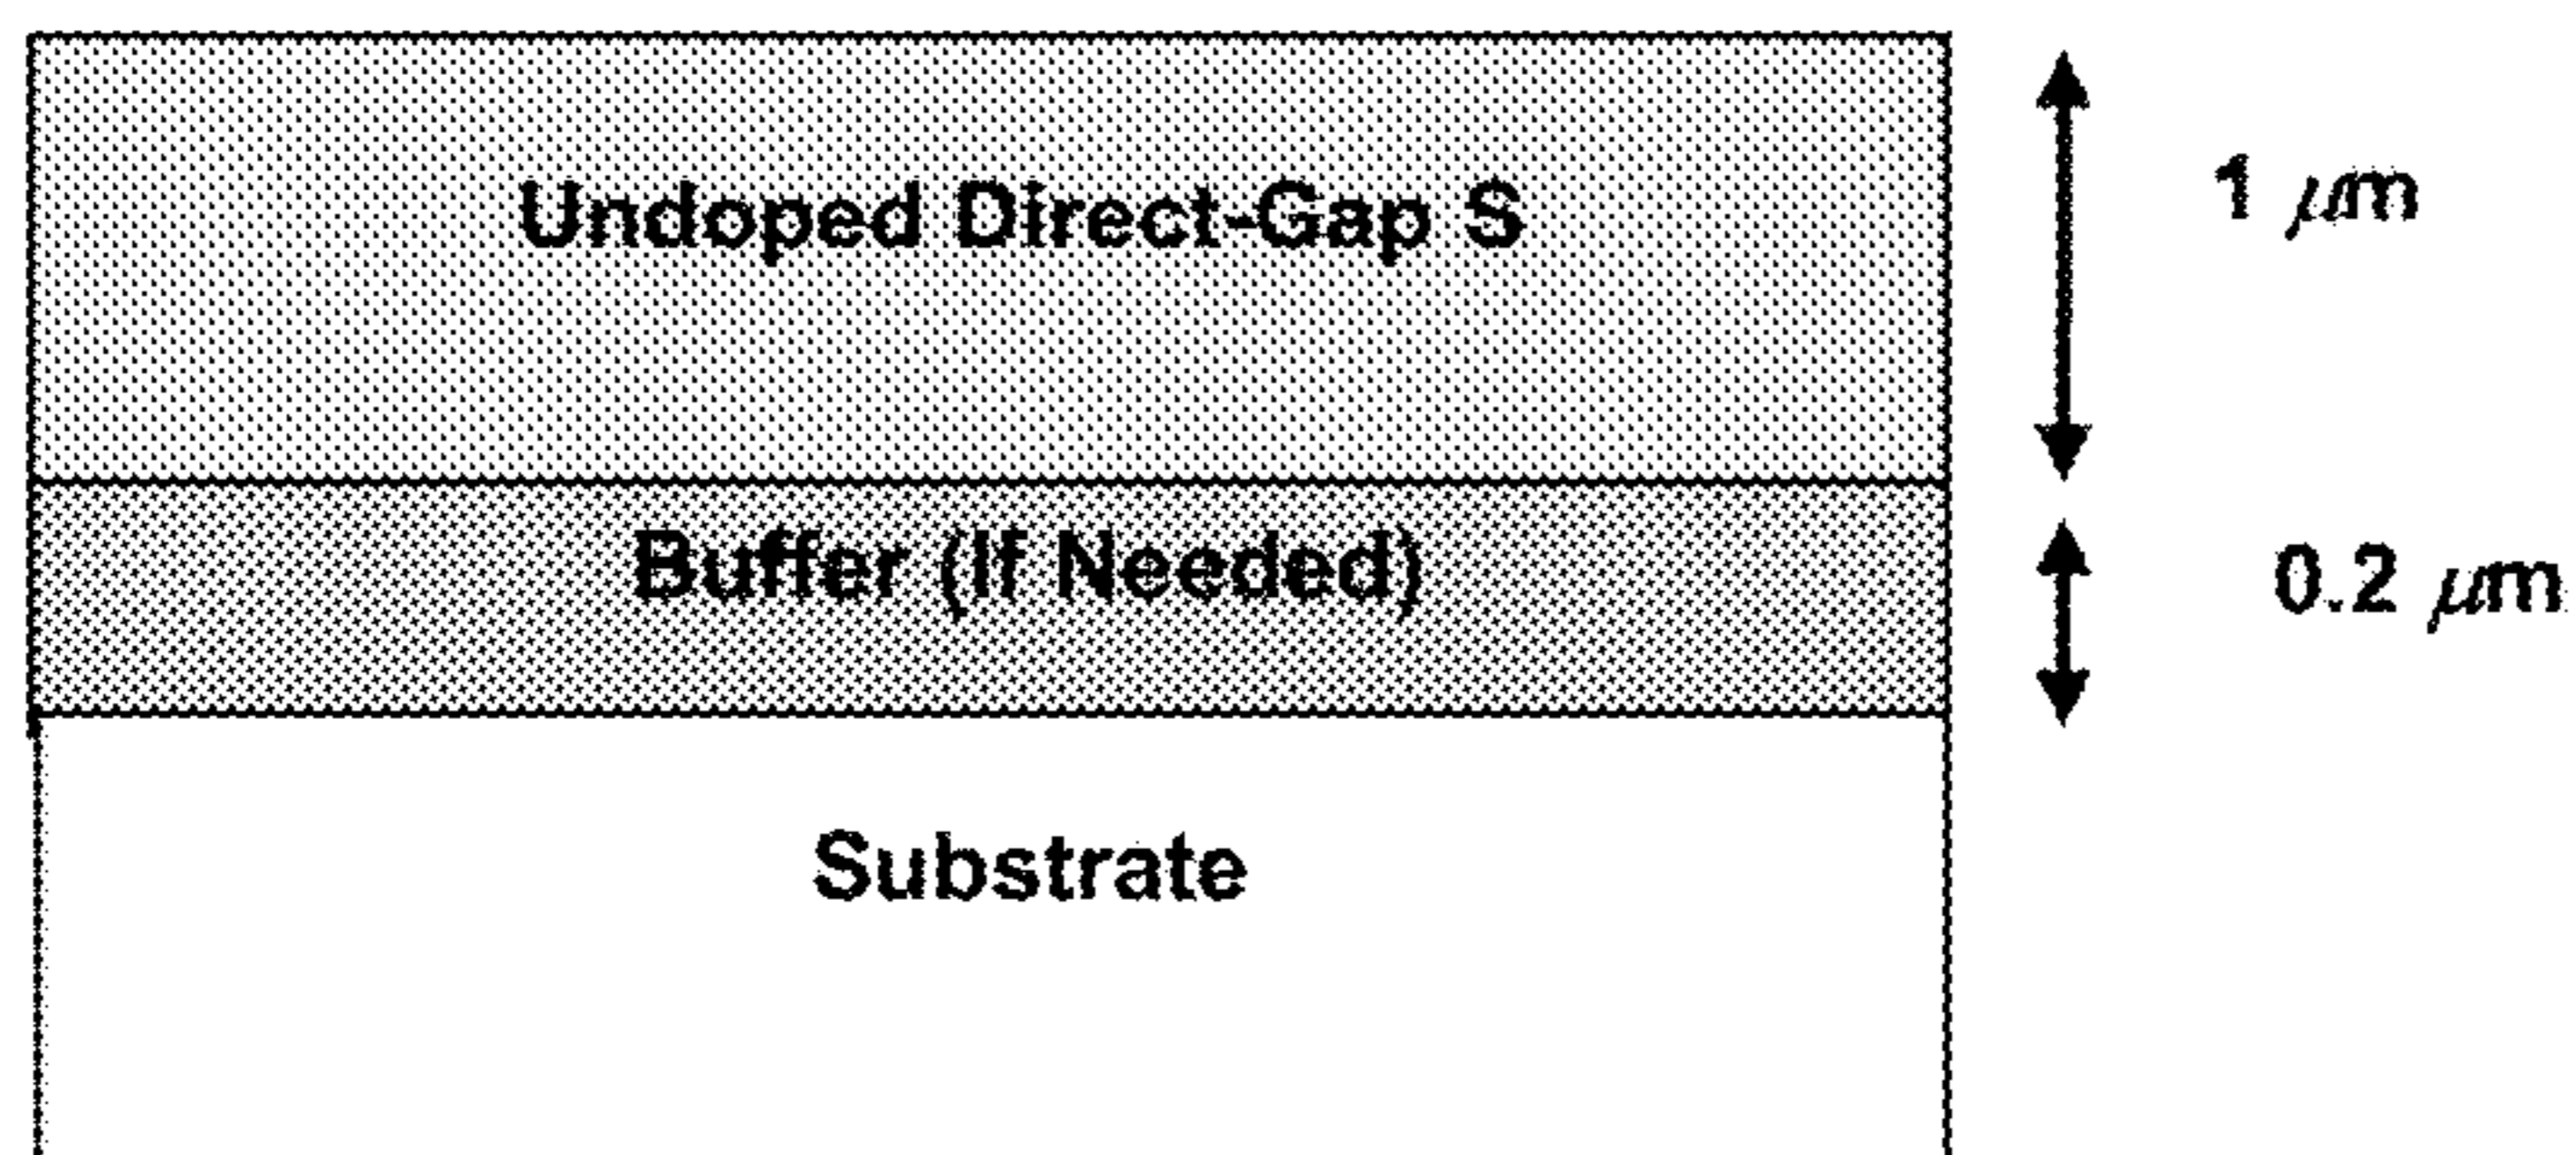 Undoped Direct-Gap S
1 μm
Buffer (If Needed)
0.2 μm
Substrate